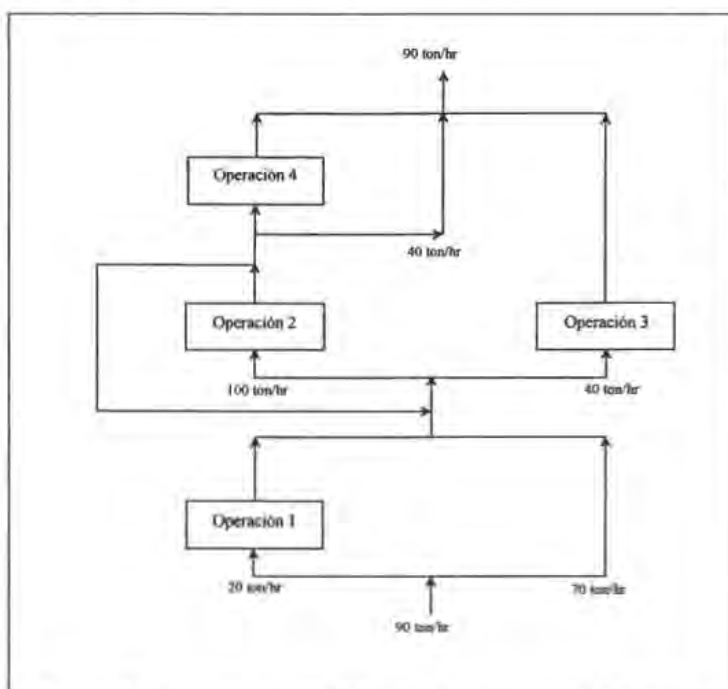 90 ton/hr
Operación 4
40 ton/hr
Operación 2
Operación 3
100 ton/hr
40 ton/hr
Operación 1
20 ton/hr
70 ton/hr
90 ton/hr